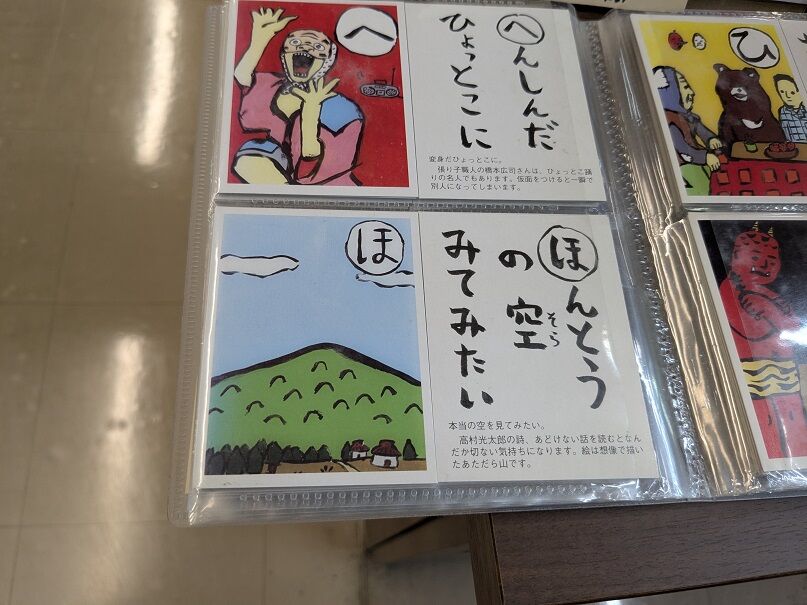 へ
へんしんだ
ひょっとこに
変身だひょっとこに。
張り子職人の橋本広司さんは、ひょっとこ踊
りの名人でもあります。仮面をつけると一瞬で
別人になってしまいます。
ほ
ほんとう
の空
そら
みてみたい
本当の空を見てみたい。
高村光太郎の詩、あどけない話を読むとなん
だか切ない気持ちになります。絵は想像で描い
たあだたら山です。
ひ